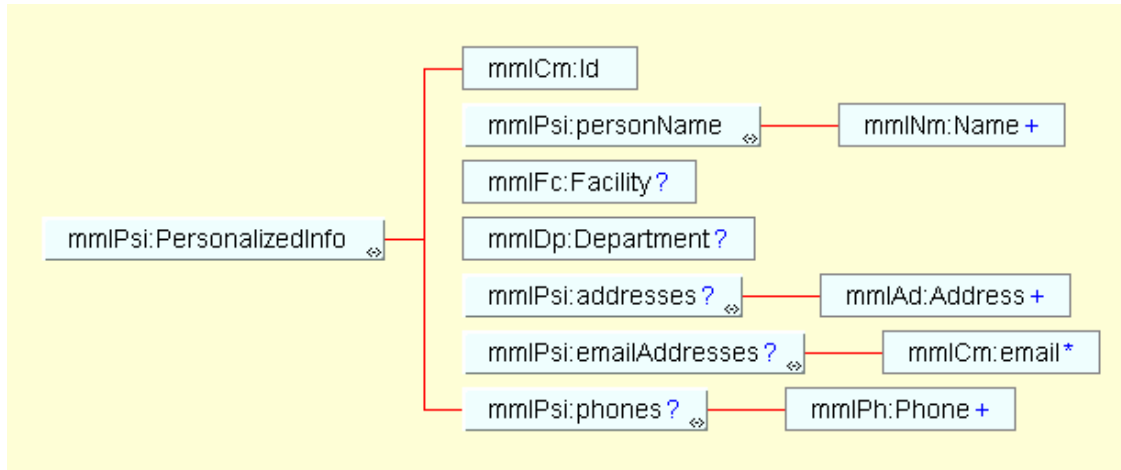 mmlCm:Id
mmlPsi:personName
mmlNm:Name +
mmlFc:Facility ?
mmlPsi:PersonalizedInfo
mmlDp:Department ?
mmlPsi:addresses ?
mmlAd:Address +
mmlPsi:emailAddresses ?
mmlCm:email *
mmlPsi:phones ?
mmlPh:Phone +